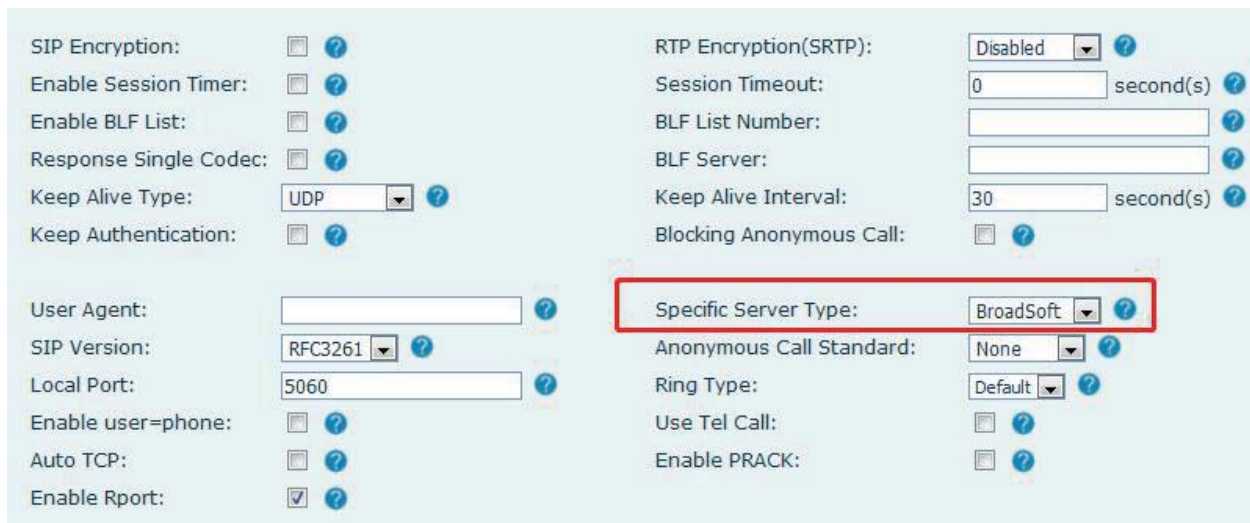 SIP Encryption: ? RTP Encryption(SRTP): Disabled ?
Enable Session Timer: ? Session Timeout: 0 second(s) ?
Enable BLF List: ? BLF List Number: ?
Response Single Codec: ? BLF Server: ?
Keep Alive Type: UDP ? Keep Alive Interval: 30 second(s) ?
Keep Authentication: ? Blocking Anonymous Call: ?
User Agent: ? Specific Server Type: BroadSoft ?
SIP Version: RFC3261 ? Anonymous Call Standard: None ?
Local Port: 5060 ? Ring Type: Default ?
Enable user=phone: ? Use Tel Call: ?
Auto TCP: ? Enable PRACK: ?
Enable Rport: ?